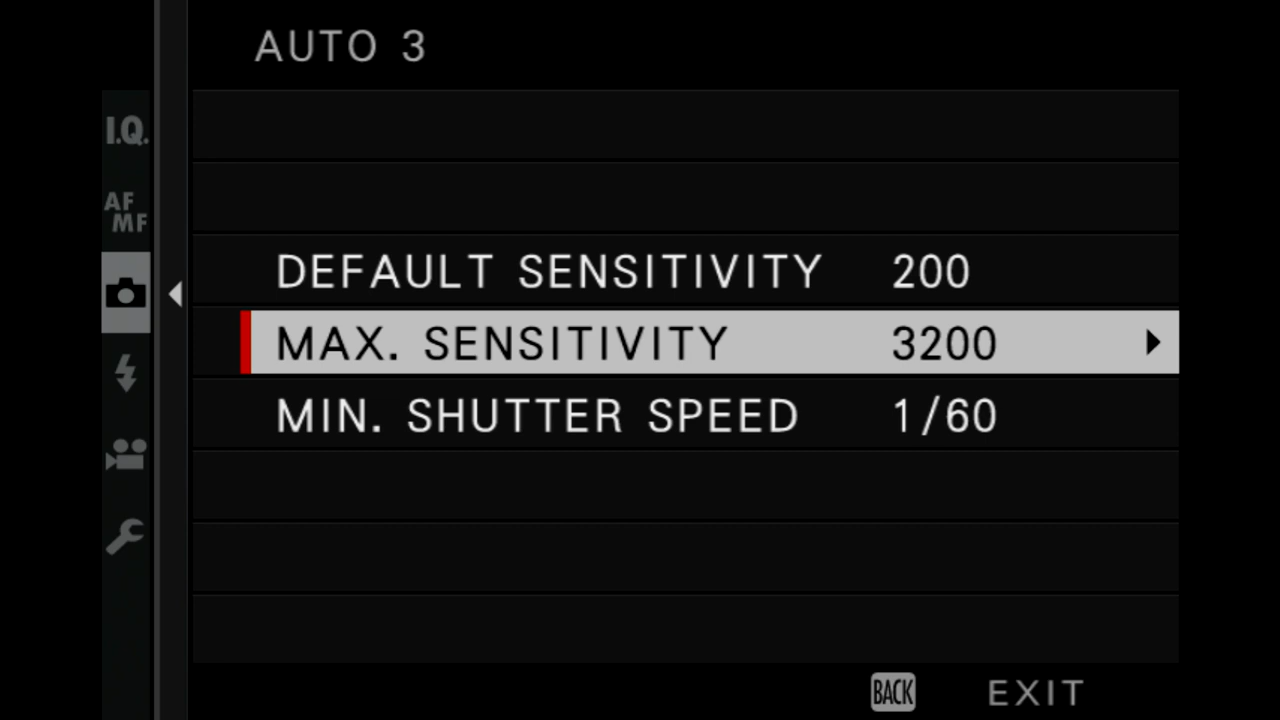 AUTO 3
I.Q.
AF
MF
DEFAULT SENSITIVITY 200
MAX. SENSITIVITY 3200
MIN. SHUTTER SPEED 1/60
BACK EXIT